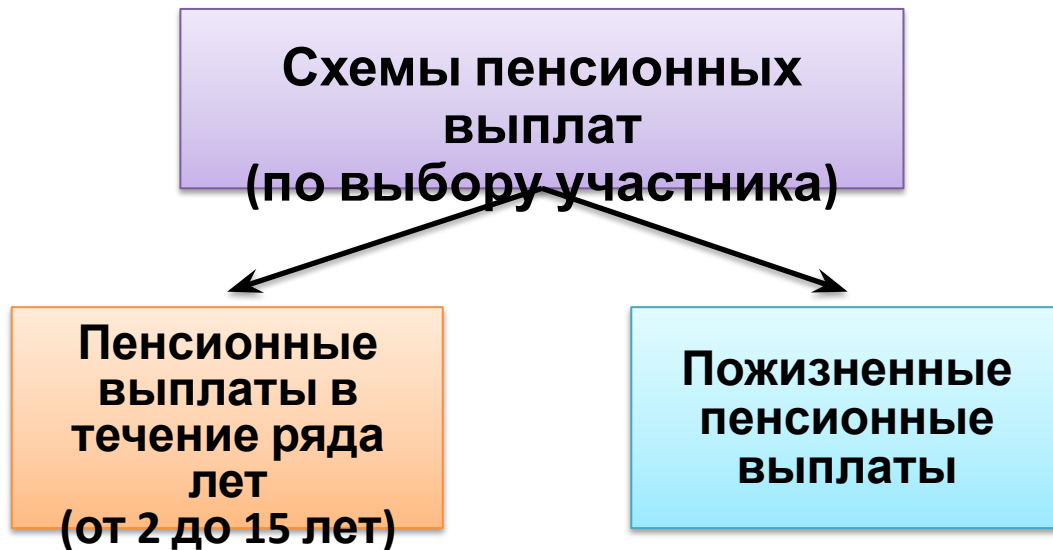 Схемы пенсионных
выплат
(по выбору участника)
Пенсионные
выплаты в
течение ряда
лет
(от 2 до 15 лет)
Пожизненные
пенсионные
выплаты